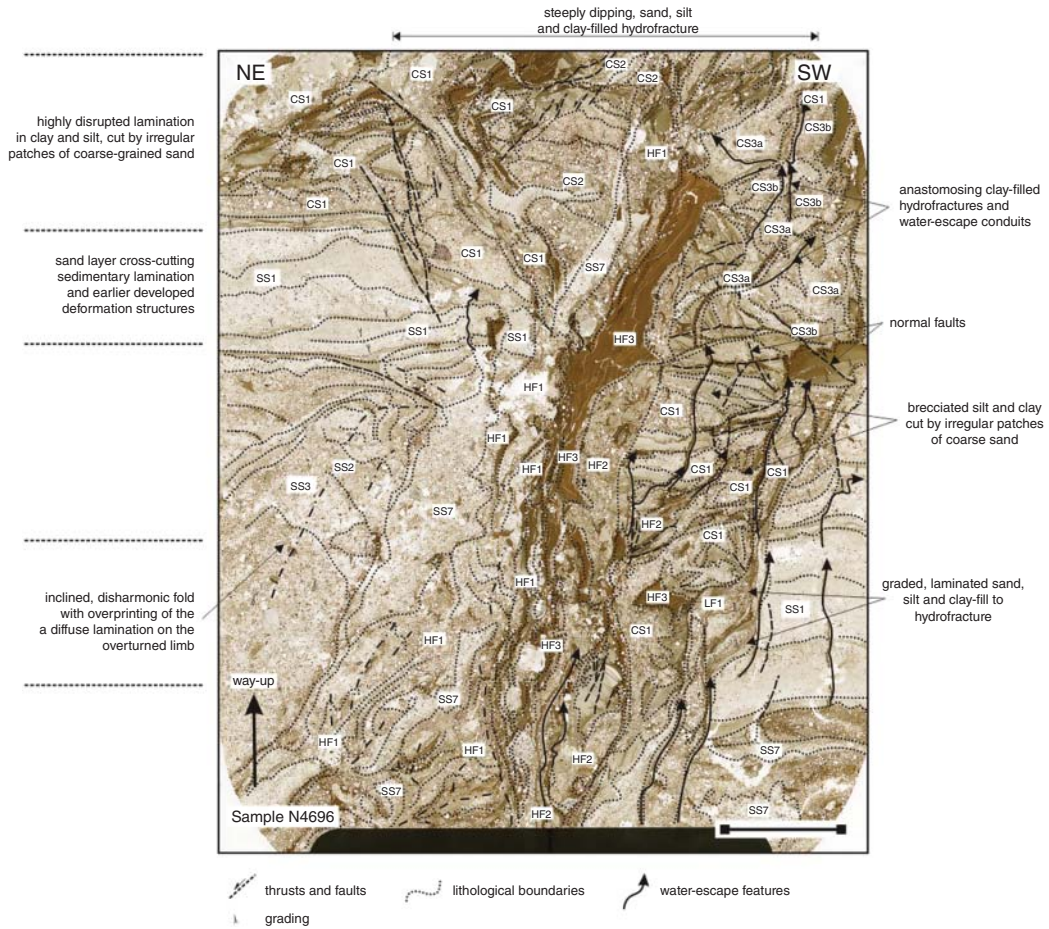 steeply dipping, sand, silt
and clay-filled hydrofracture
NE
SW
highly disrupted lamination
in clay and silt, cut by irregular
patches of coarse-grained sand
sand layer cross-cutting
sedimentary lamination
and earlier developed
deformation structures
inclined, disharmonic fold
with overprinting of the
a diffuse lamination on the
overturned limb
way-up
Sample N4696
anastomosing clay-filled
hydrofractures and
water-escape conduits
normal faults
brecciated silt and clay
cut by irregular patches
of coarse sand
graded, laminated sand,
silt and clay-fill to
hydrofracture
CS1
CS2
CS2
CS1
CS1
CS1
CS3b
HF1
CS3a
CS1
CS2
CS3b
CS3b
CS1
CS3a
CS1
CS1
SS7
SS1
CS3a
CS3a
SS1
SS1
HF3
CS3b
HF1
CS1
HF1
SS2
HF1
HF3
HF2
SS3
CS1
CS1
CS1
SS7
HF2
CS1
HF1
HF3
LF1
SS1
HF1
CS1
HF3
SS7
HF1
HF1
HF2
SS7
SS7
SS7
HF2
thrusts and faults
lithological boundaries
water-escape features
grading